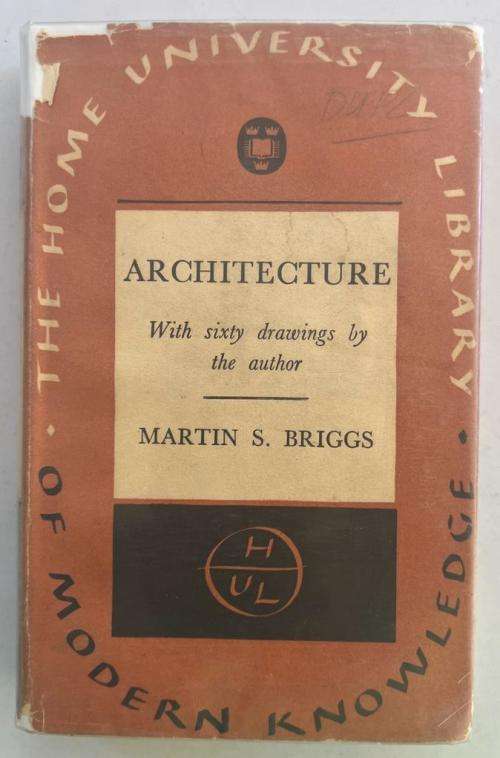 THE HOME UNIVERSITY LIBRARY
ARCHITECTURE
With sixty drawings by
the author
MARTIN S. BRIGGS
H
UL
OF MODERN KNOWLEDGE